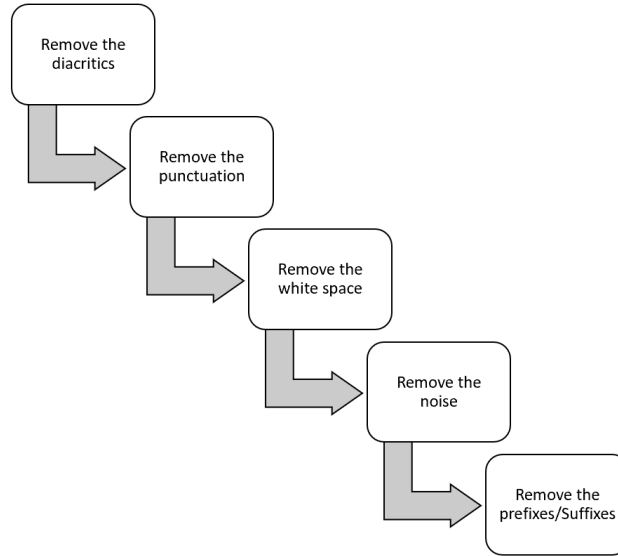 Remove the
diacritics
Remove the
punctuation
Remove the
white space
Remove the
noise
Remove the
prefixes/Suffixes